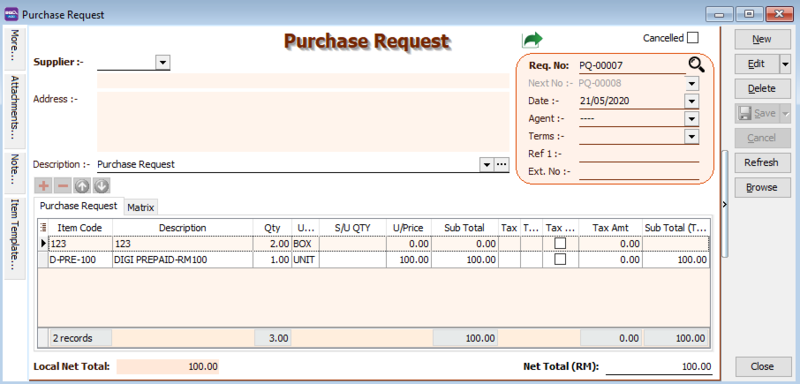 Purchase Request
More...
Attachments...
Note...
Item Template...
Purchase Request
Cancelled
Supplier :-
Address :-
Description :- Purchase Request
Req. No: PQ-00007
Next No :- PQ-00008
Date :- 21/05/2020
Agent :- ----
Terms :-
Ref 1 :-
Ext. No :-
New
Edit
Delete
Save
Cancel
Refresh
Browse
Purchase Request Matrix
Item Code Description Qty U... S/U QTY U/Price Sub Total Tax T... Tax ... Tax Amt Sub Total (T...
123 123 2.00 BOX 0.00 0.00 0.00
D-PRE-100 DIGI PREPAID-RM100 1.00 UNIT 100.00 100.00 0.00 100.00
2 records 3.00 100.00 0.00 100.00
Local Net Total: 100.00 Net Total (RM): 100.00
Close